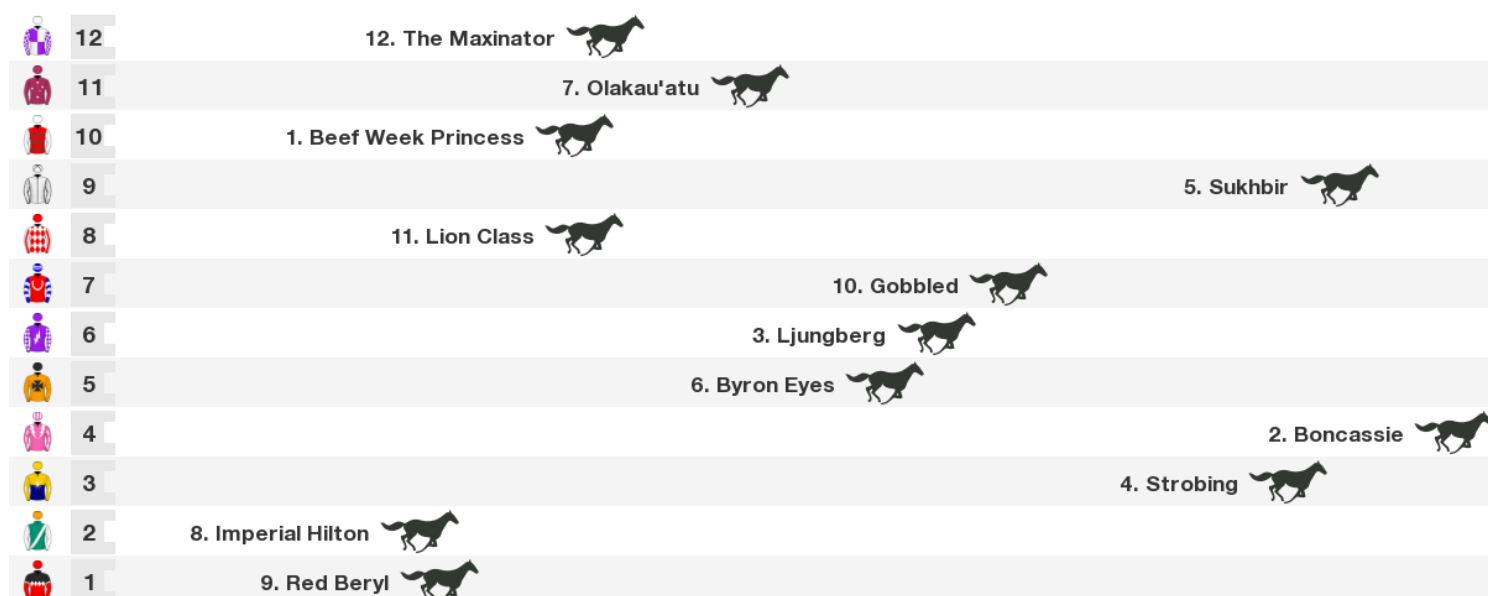 12 12. The Maxinator
11 7. Olakau'atu
10 1. Beef Week Princess
9 5. Sukhbir
8 11. Lion Class
7 10. Gobbled
6 3. Ljungberg
5 6. Byron Eyes
4 2. Boncassie
3 4. Strobing
2 8. Imperial Hilton
1 9. Red Beryl